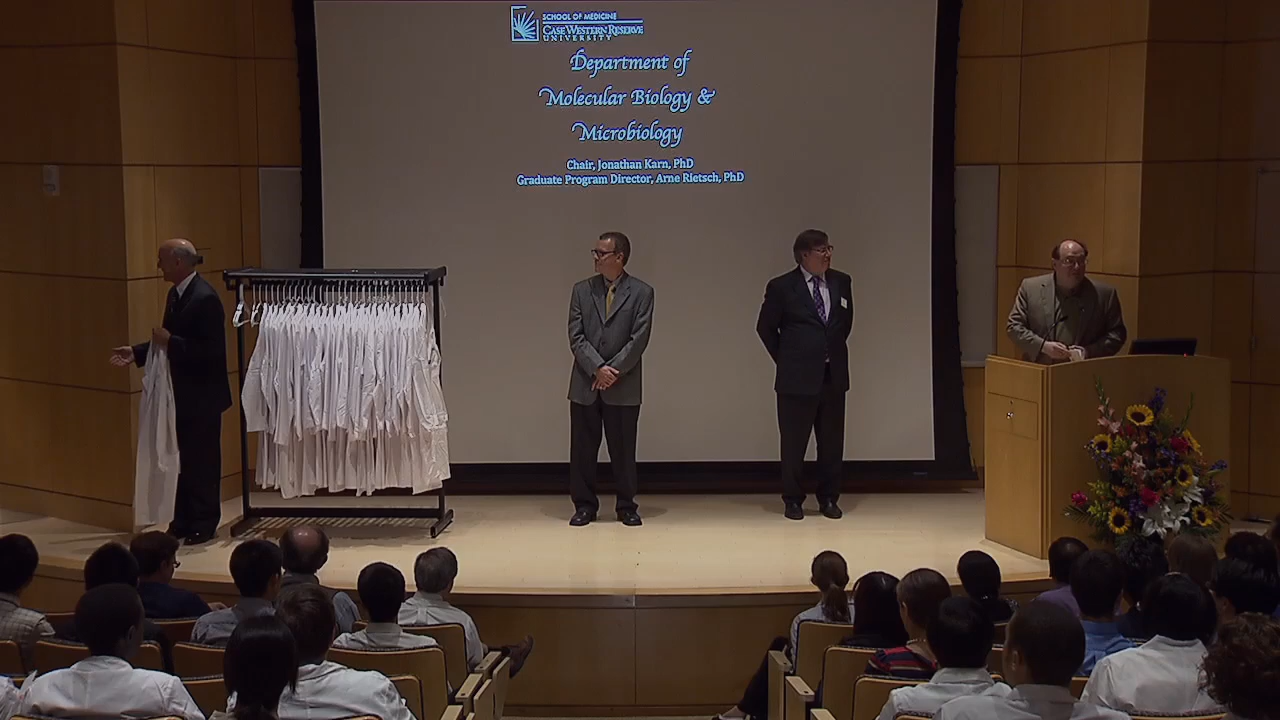 SCHOOL OF MEDICINE
CASE WESTERN RESERVE
UNIVERSITY
Department of
Molecular Biology &
Microbiology
Chair, Jonathan Karn, PhD
Graduate Program Director, Arne Rietsch, PhD